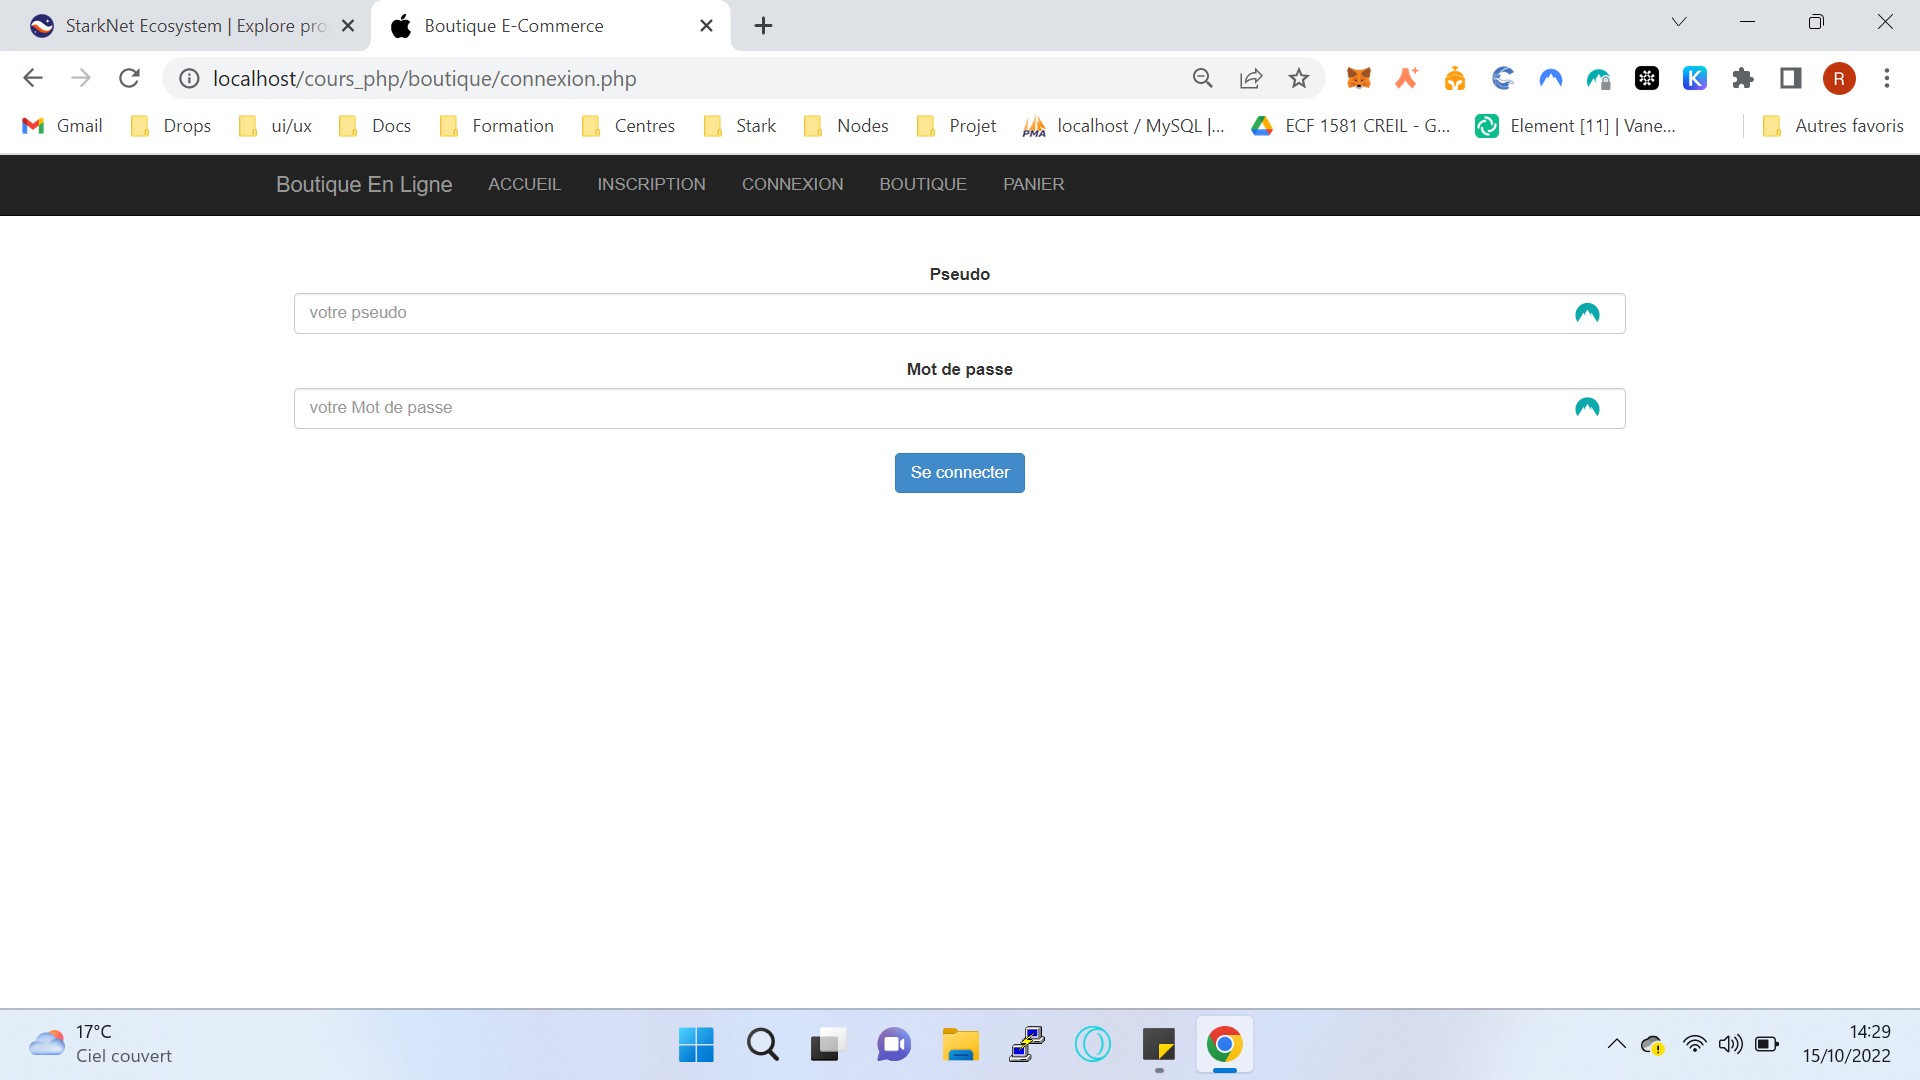 StarkNet Ecosystem | Explore pro
Boutique E-Commerce
localhost/cours_php/boutique/connexion.php
R
Gmail
Drops
ui/ux
Docs
Formation
Centres
Stark
Nodes
Projet
PMA
localhost / MySQL |...
ECF 1581 CREIL - G...
Element [11] | Vane...
Autres favoris
Boutique En Ligne
ACCUEIL
INSCRIPTION
CONNEXION
BOUTIQUE
PANIER
Pseudo
votre pseudo
Mot de passe
votre Mot de passe
Se connecter
17°C
Ciel couvert
14:29
15/10/2022